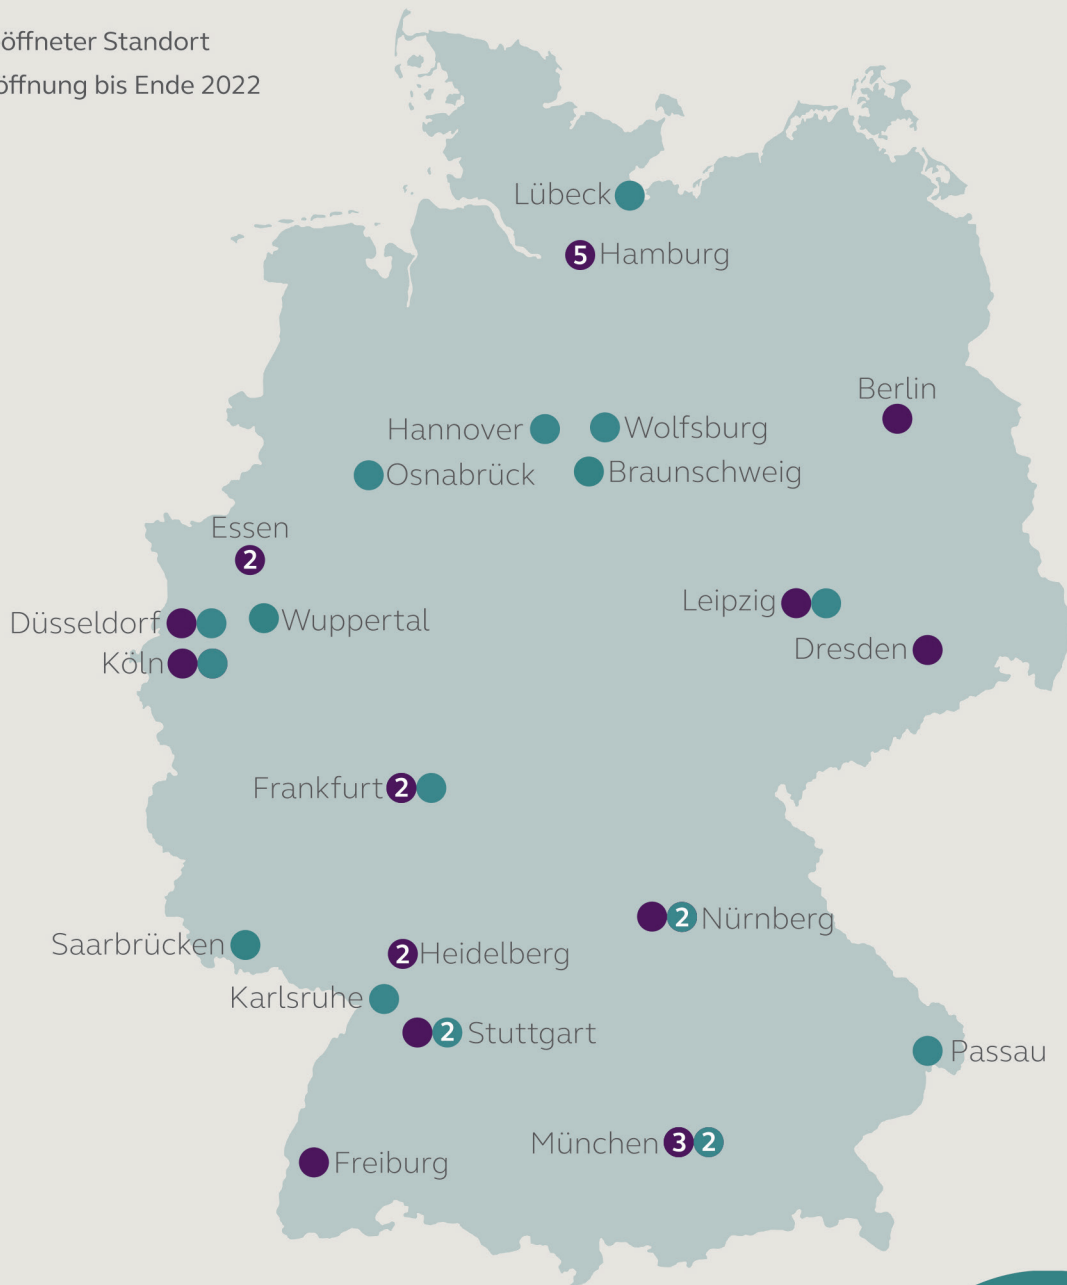 öffneter Standort
öffnung bis Ende 2022
Lübeck
5 Hamburg
Berlin
Hannover
Wolfsburg
Osnabrück
Braunschweig
Essen
2
Düsseldorf
Wuppertal
Leipzig
Köln
Dresden
Frankfurt 2
2 Nürnberg
Saarbrücken
2 Heidelberg
Karlsruhe
2 Stuttgart
Passau
München 3 2
Freiburg